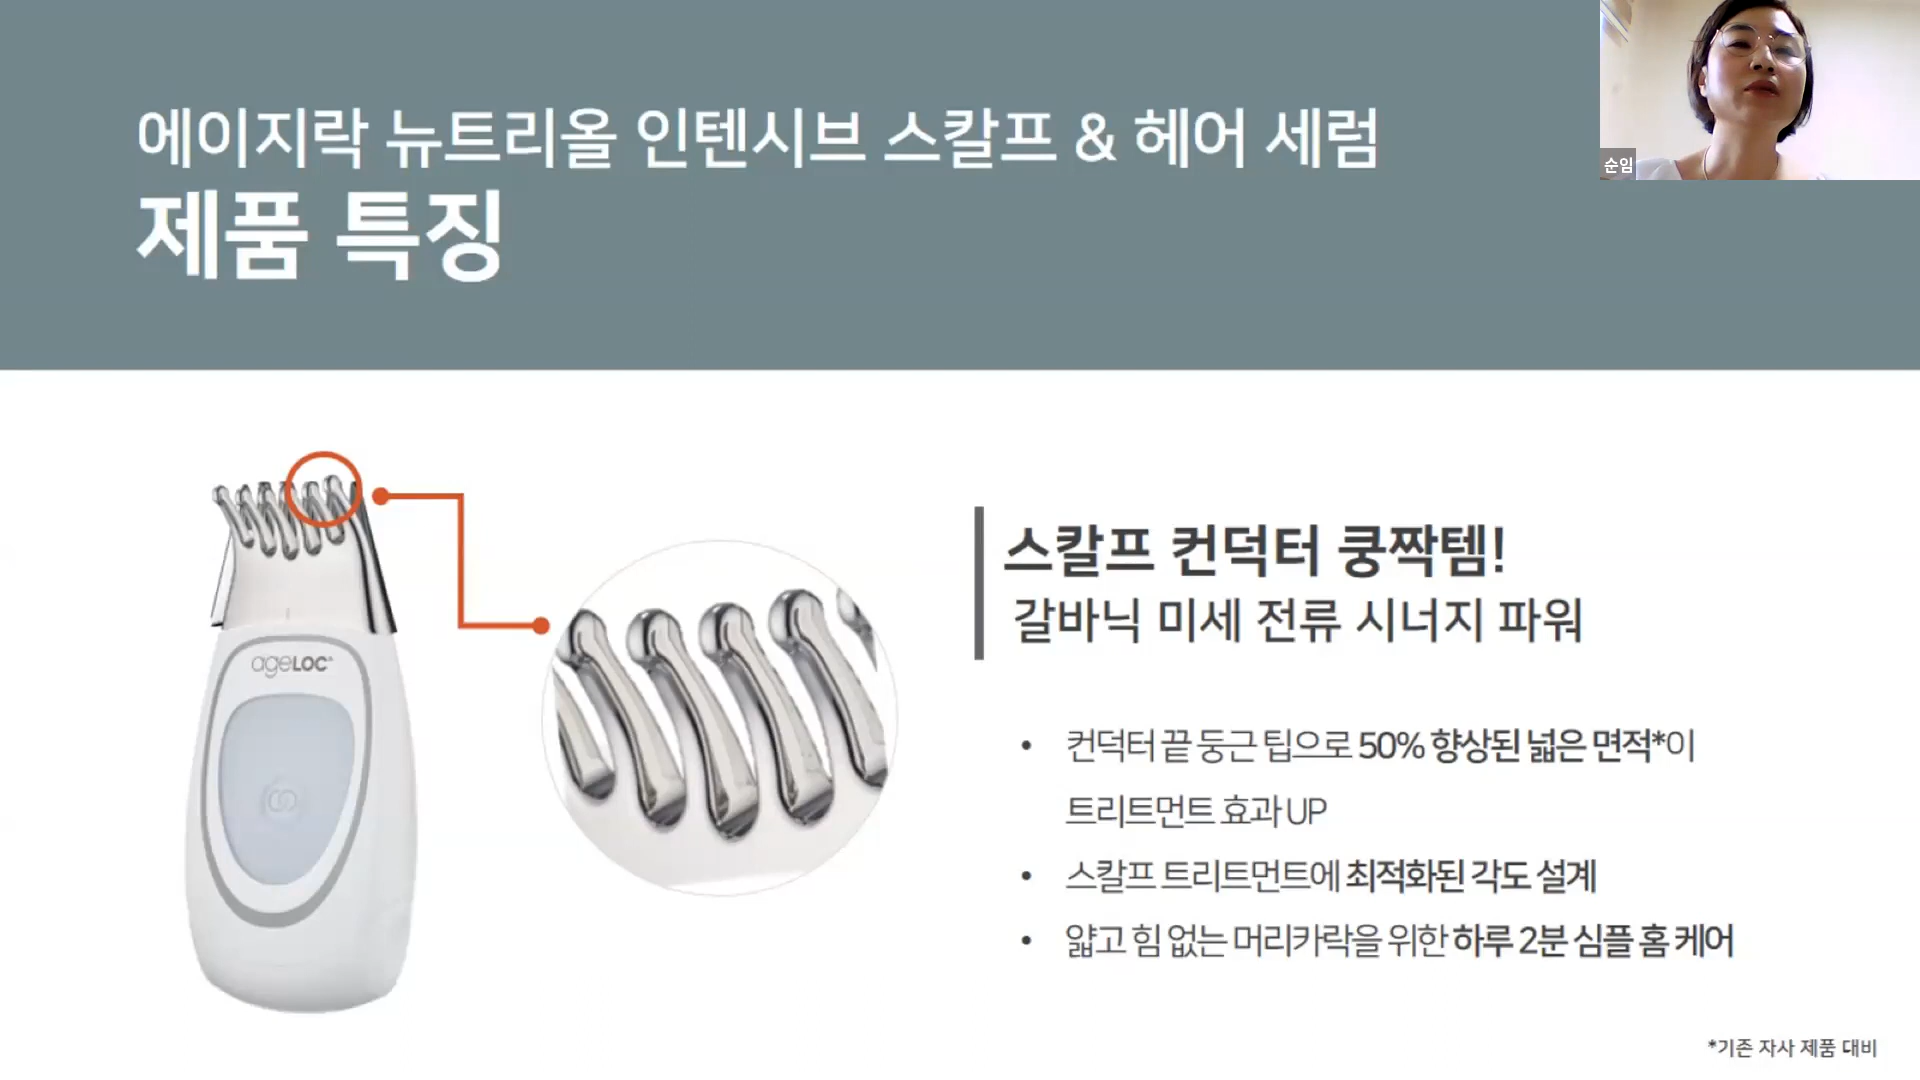 에이지락 뉴트리올 인텐시브 스칼프 & 헤어 세럼
제품 특징
순임
ageLOC®
스칼프 컨덕터 쿵짝템!
갈바닉 미세 전류 시너지 파워
• 컨덕터 끝 둥근 팁으로 50% 향상된 넓은 면적*이
트리트먼트 효과 UP
• 스칼프 트리트먼트에 최적화된 각도 설계
• 얇고 힘 없는 머리카락을 위한 하루 2분 심플 홈 케어
*기존 자사 제품 대비